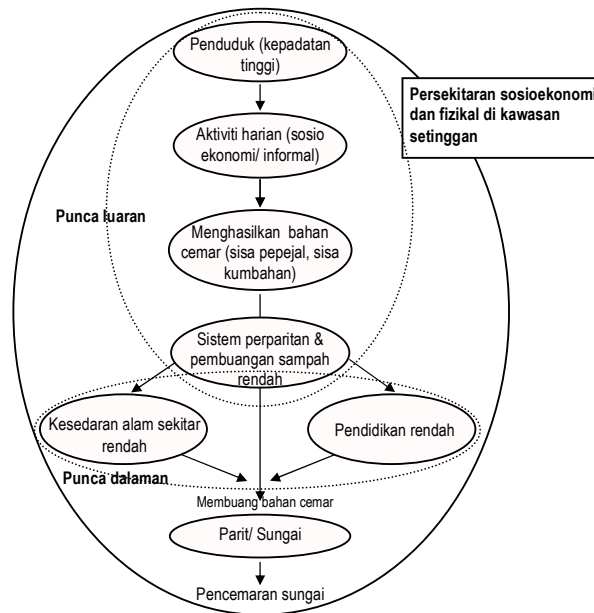 Penduduk (kepadatan
tinggi)
Persekitaran sosioekonomi
dan fizikal di kawasan
setinggan
Aktiviti harian (sosio
ekonomi/ informal)
Punca luaran
Menghasilkan bahan
cemar (sisa pepejal, sisa
kumbahan)
Sistem perparitan &
pembuangan sampah
rendah
Kesedaran alam sekitar
rendah
Pendidikan rendah
Punca dalaman
Membuang bahan cemar
Parit/ Sungai
Pencemaran sungai